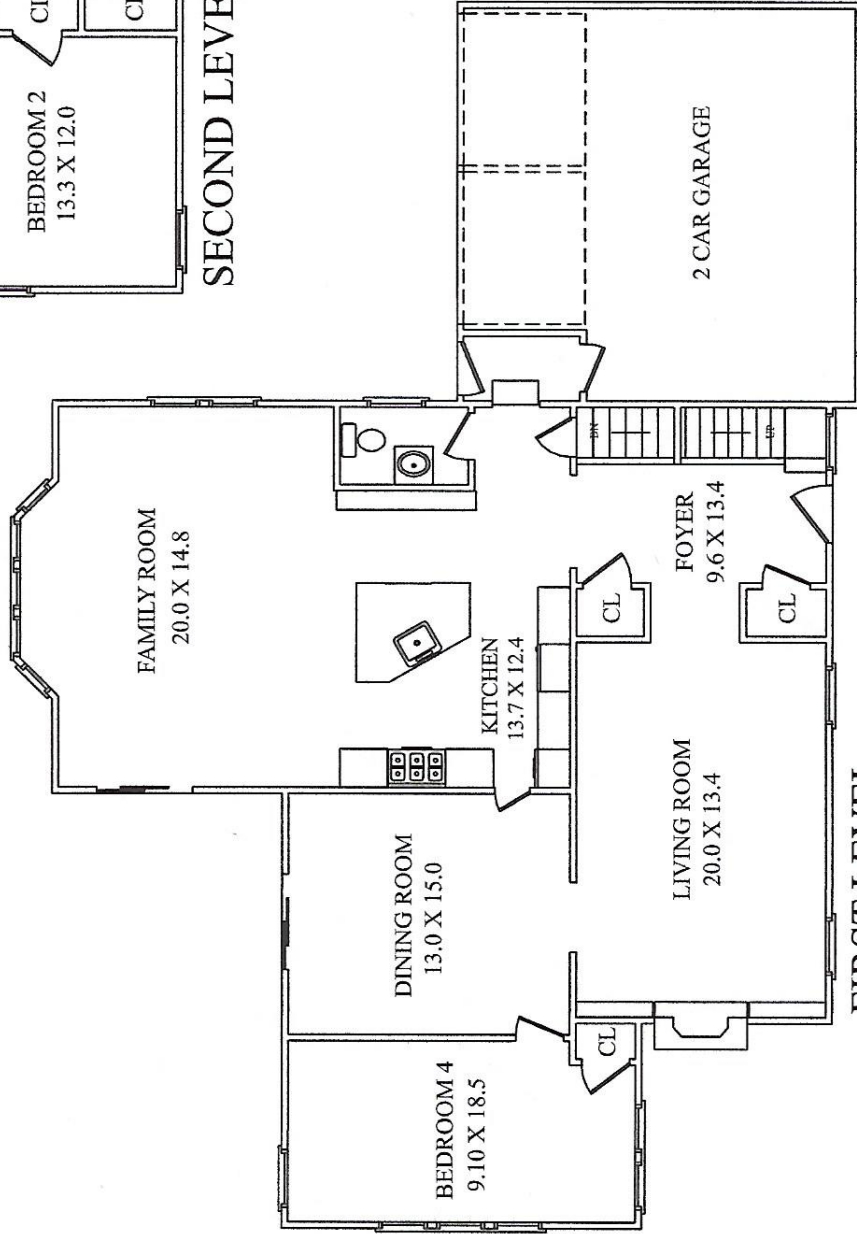 BEDROOM 2
13.3 X 12.0
CL
CL
SECOND LEVE
FAMILY ROOM
20.0 X 14.8
KITCHEN
13.7 X 12.4
DINING ROOM
13.0 X 15.0
BEDROOM 4
9.10 X 18.5
CL
LIVING ROOM
20.0 X 13.4
CL
CL
FOYER
9.6 X 13.4
DN
UP
2 CAR GARAGE
FIRST LEVEL